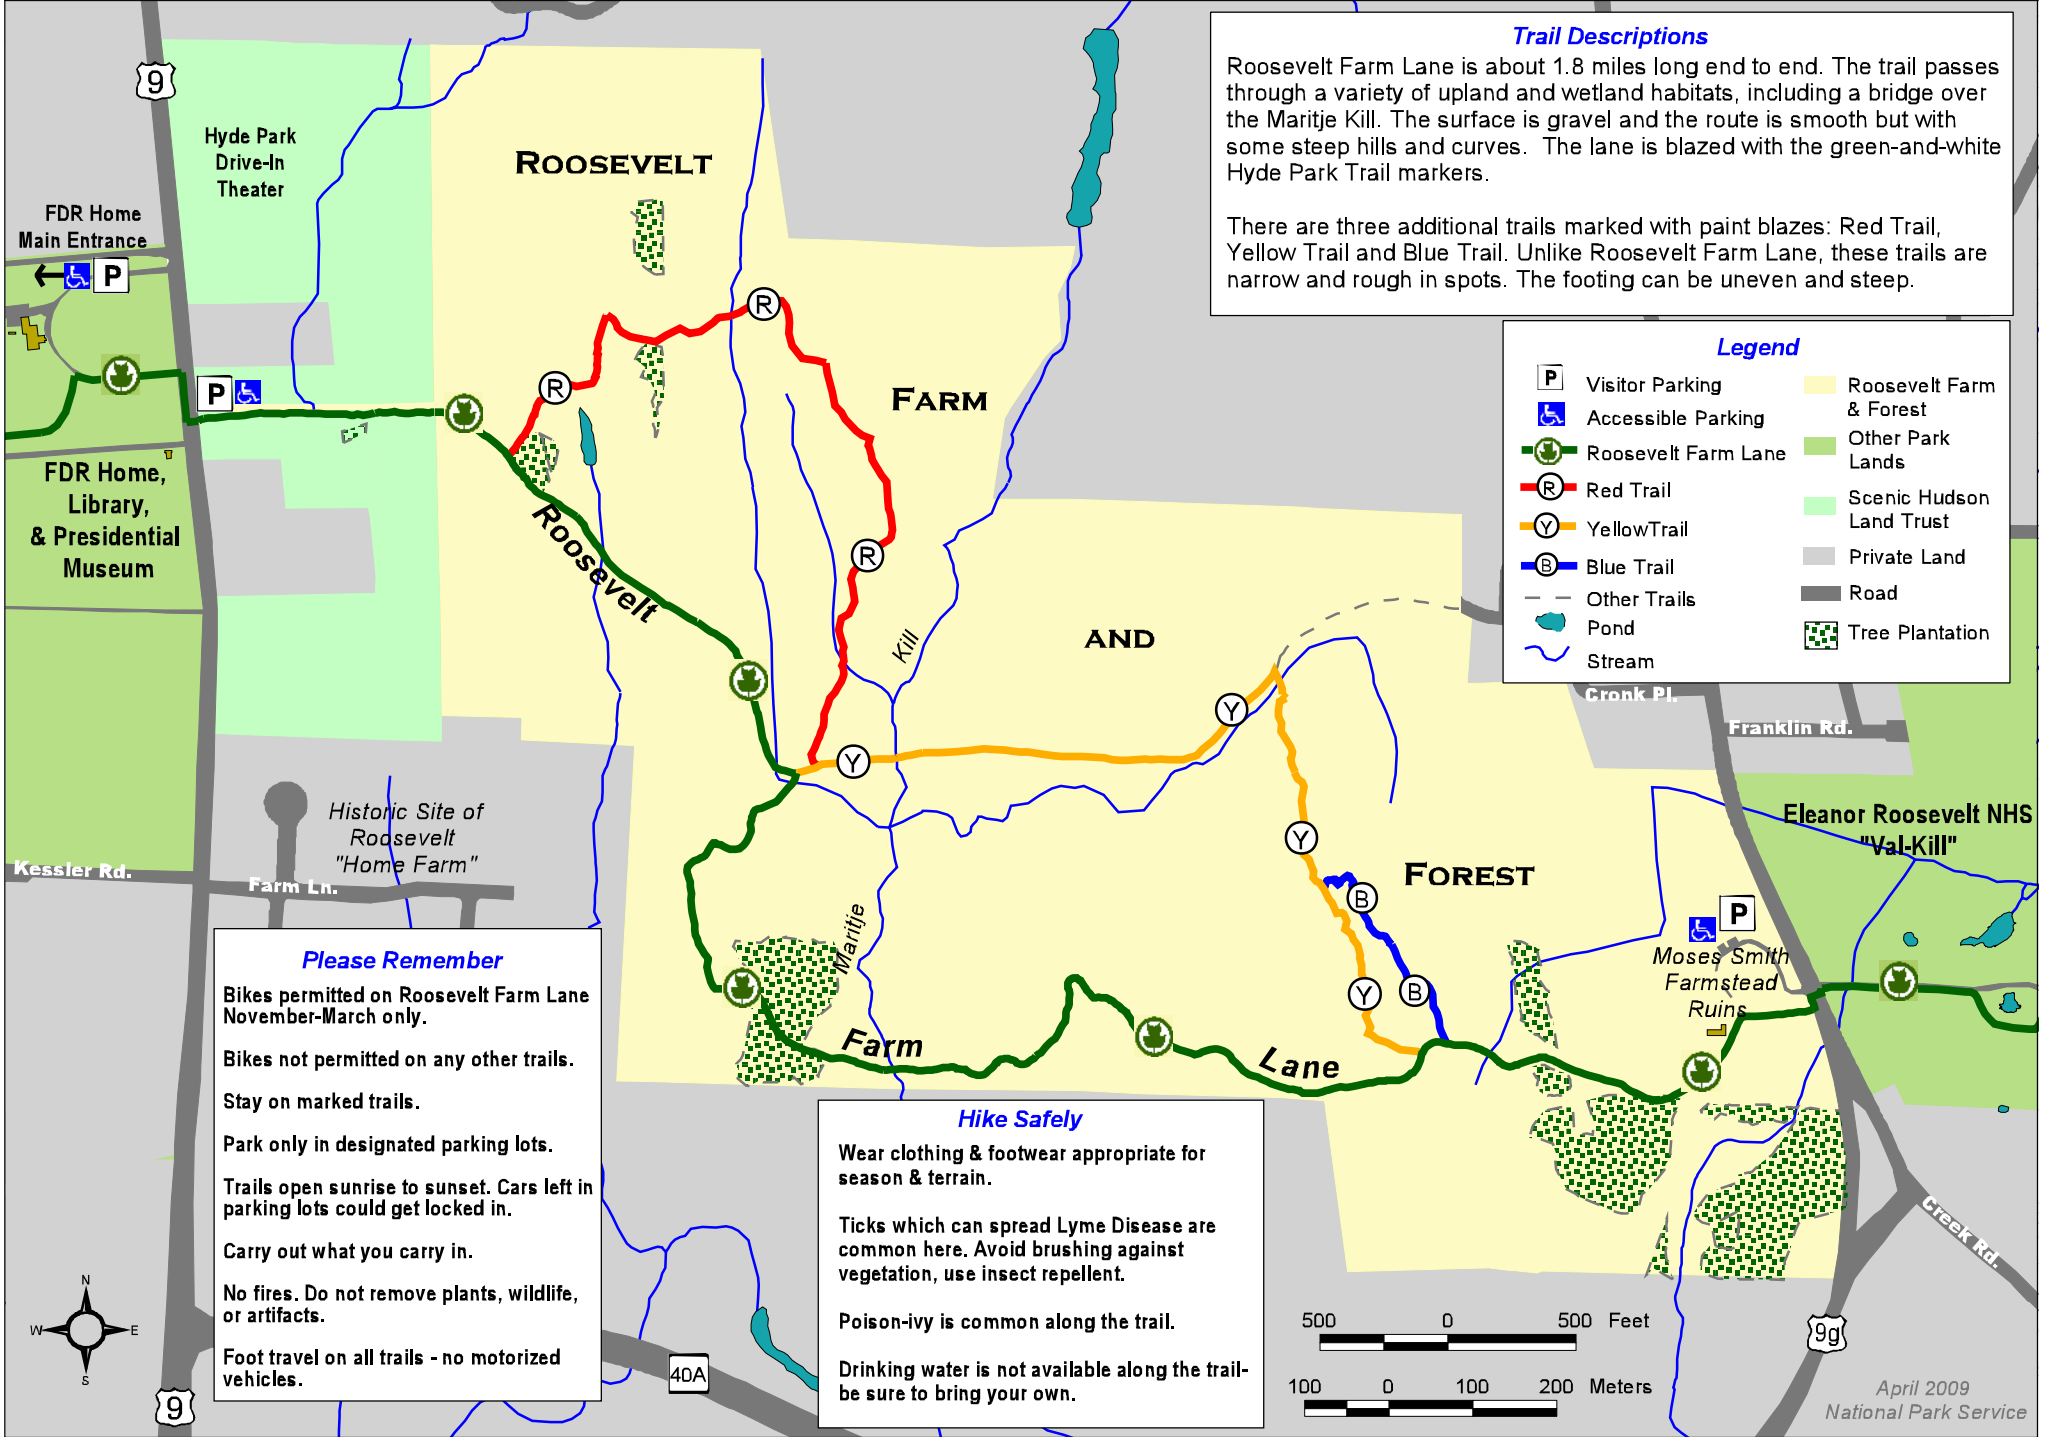 Trail Descriptions
Roosevelt Farm Lane is about 1.8 miles long end to end. The trail passes
through a variety of upland and wetland habitats, including a bridge over
the Maritje Kill. The surface is gravel and the route is smooth but with
some steep hills and curves. The lane is blazed with the green-and-white
Hyde Park Trail markers.
There are three additional trails marked with paint blazes: Red Trail,
Yellow Trail and Blue Trail. Unlike Roosevelt Farm Lane, these trails are
narrow and rough in spots. The footing can be uneven and steep.
Legend
P Visitor Parking
Accessible Parking
Roosevelt Farm Lane
R Red Trail
Y YellowTrail
B Blue Trail
Other Trails
Pond
Stream
Roosevelt Farm
& Forest
Other Park
Lands
Scenic Hudson
Land Trust
Private Land
Road
Tree Plantation
9
Hyde Park
Drive-In
Theater
FDR Home
Main Entrance
P
P
FDR Home,
Library,
& Presidential
Museum
ROOSEVELT
FARM
AND
FOREST
R
R
R
Roosevelt
Kill
Y
Y
Y
Y
B
B
Maritje
Farm
Lane
Cronk Pl.
Franklin Rd.
Eleanor Roosevelt NHS
"Val-Kill"
P
Moses Smith
Farmstead
Ruins
Historic Site of
Roosevelt
"Home Farm"
Kessler Rd.
Farm Ln.
Please Remember
Bikes permitted on Roosevelt Farm Lane
November-March only.
Bikes not permitted on any other trails.
Stay on marked trails.
Park only in designated parking lots.
Trails open sunrise to sunset. Cars left in
parking lots could get locked in.
Carry out what you carry in.
No fires. Do not remove plants, wildlife,
or artifacts.
Foot travel on all trails - no motorized
vehicles.
Hike Safely
Wear clothing & footwear appropriate for
season & terrain.
Ticks which can spread Lyme Disease are
common here. Avoid brushing against
vegetation, use insect repellent.
Poison-ivy is common along the trail.
Drinking water is not available along the trail-
be sure to bring your own.
N
W E
S
9
40A
Creek Rd.
9g
500 0 500 Feet
100 0 100 200 Meters
April 2009
National Park Service